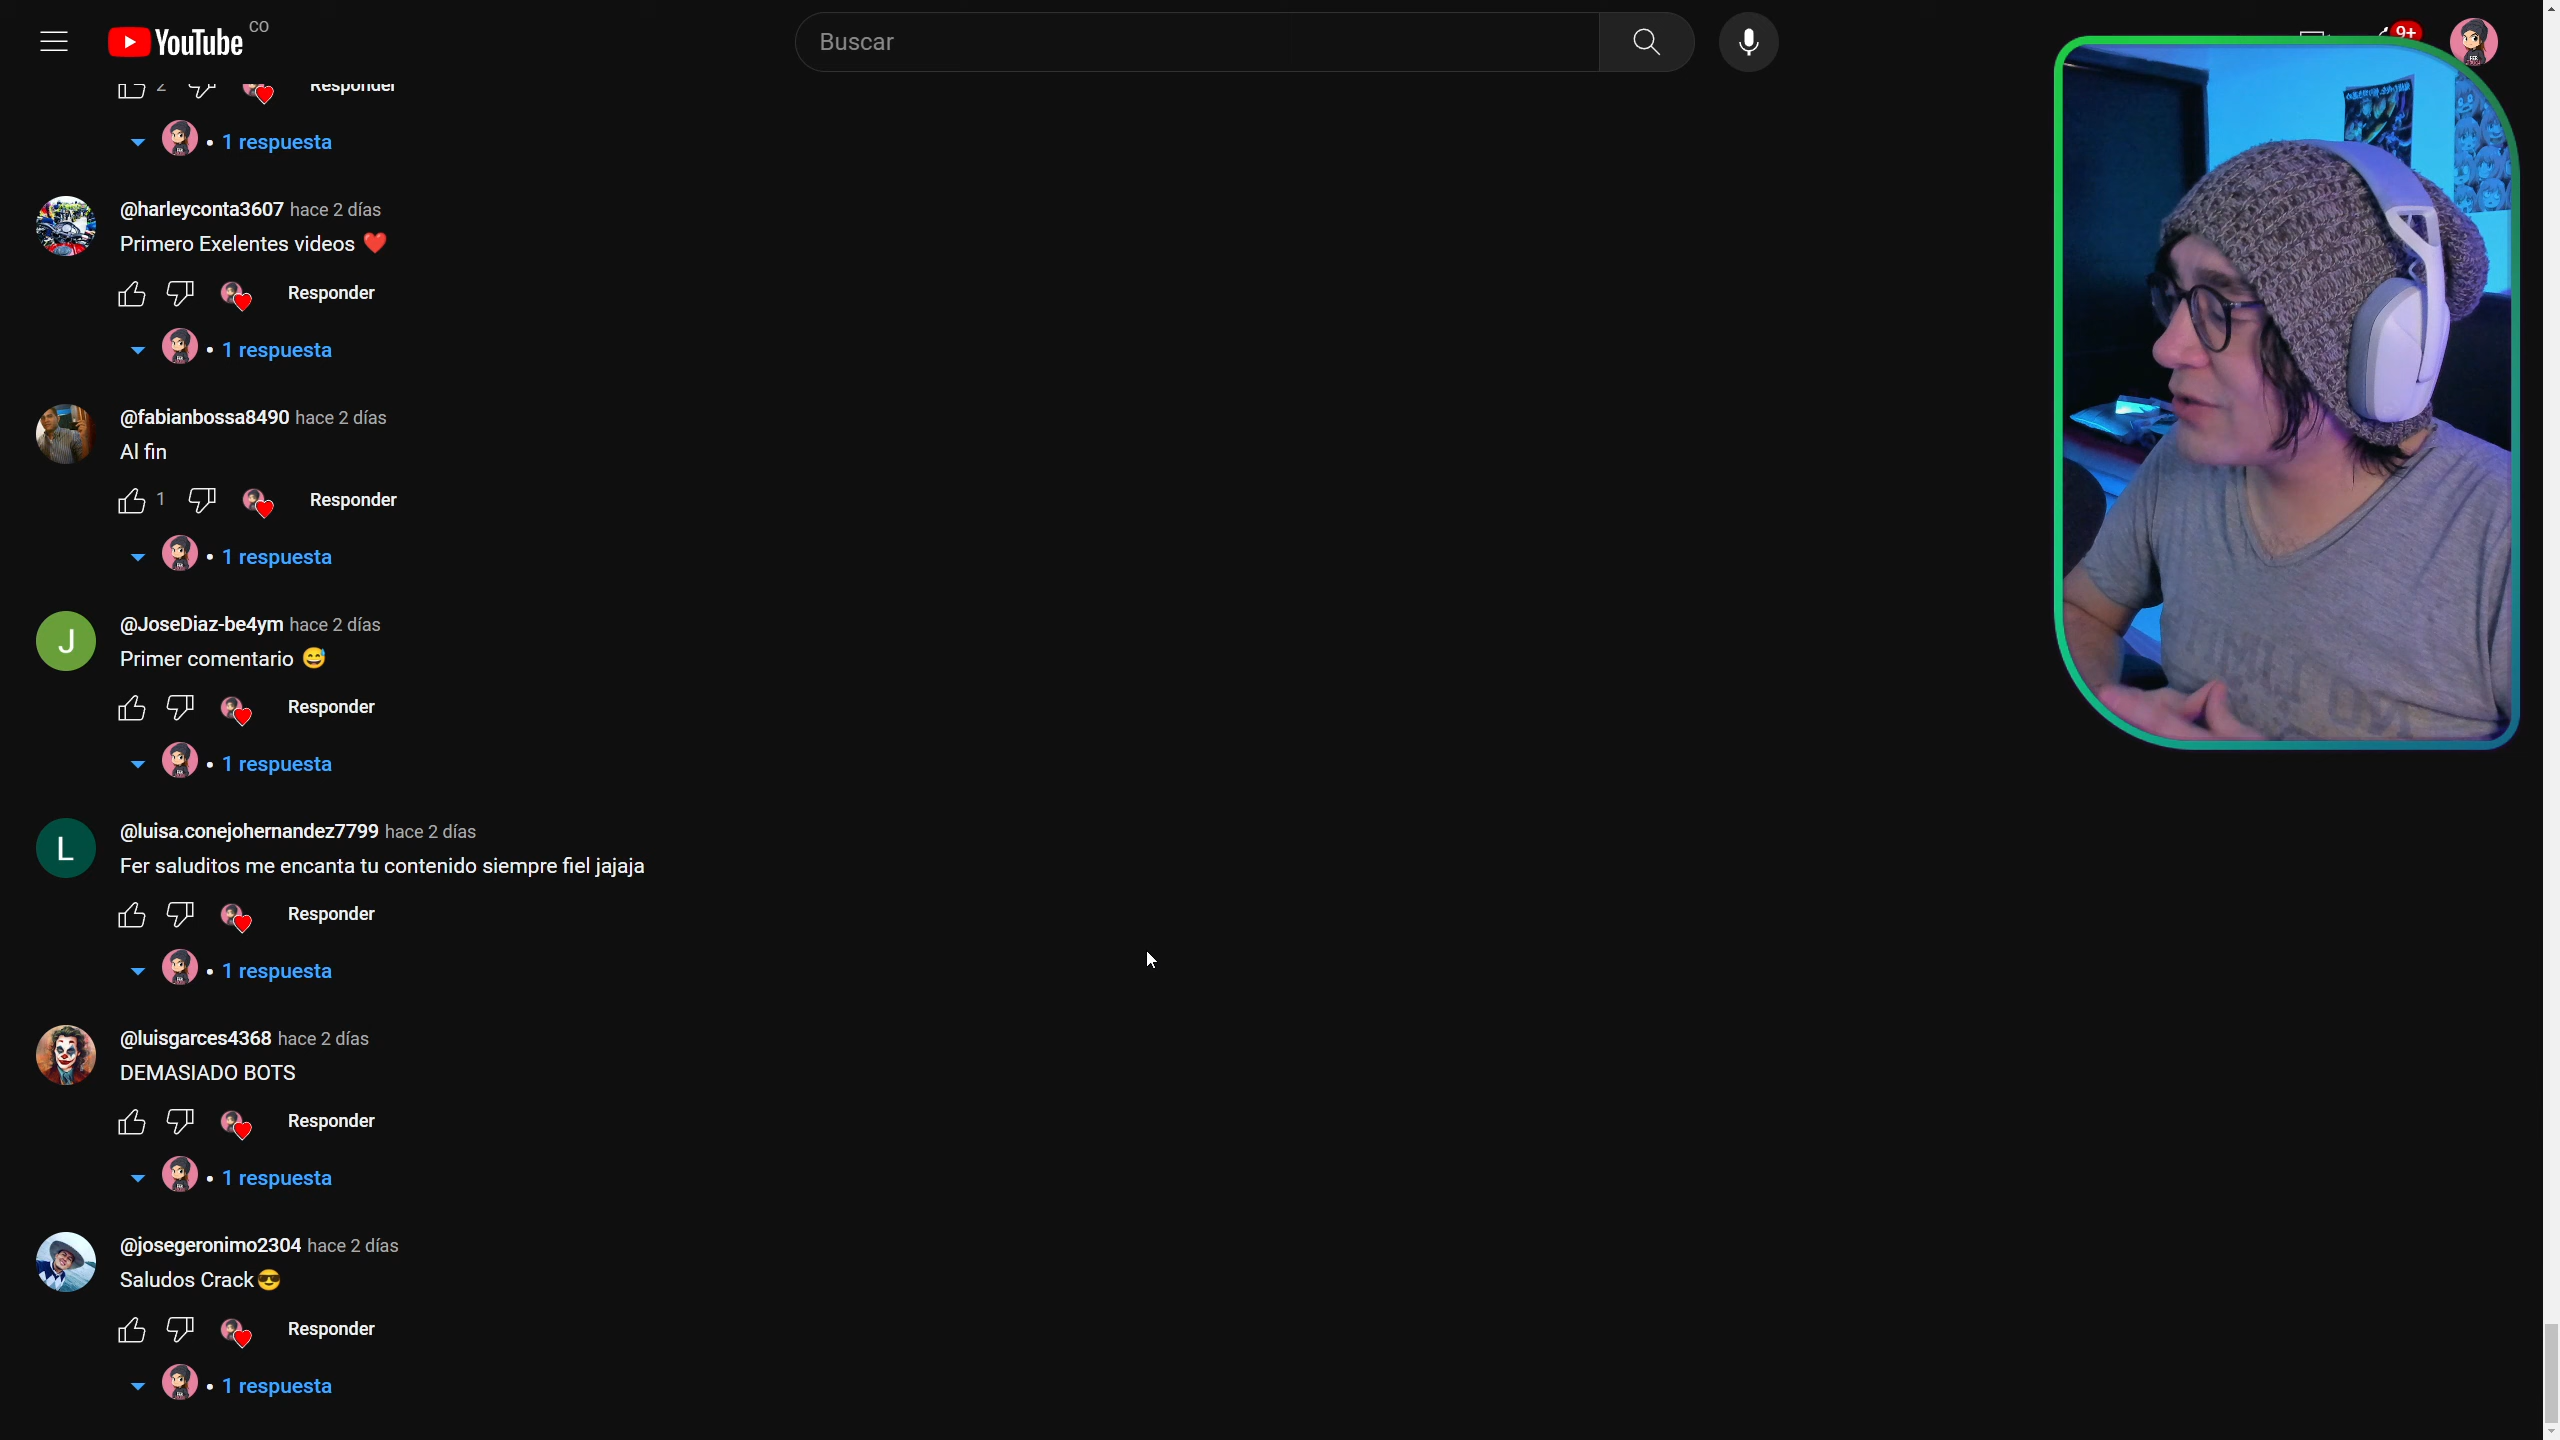 YouTube CO
Buscar
9+
2 Responder
• 1 respuesta
@harleyconta3607 hace 2 días
Primero Exelentes videos ❤️
Responder
• 1 respuesta
@fabianbossa8490 hace 2 días
Al fin
1 Responder
• 1 respuesta
J
@JoseDiaz-be4ym hace 2 días
Primer comentario 😅
Responder
• 1 respuesta
L
@luisa.conejohernandez7799 hace 2 días
Fer saluditos me encanta tu contenido siempre fiel jajaja
Responder
• 1 respuesta
@luisgarces4368 hace 2 días
DEMASIADO BOTS
Responder
• 1 respuesta
@josegeronimo2304 hace 2 días
Saludos Crack😎
Responder
• 1 respuesta